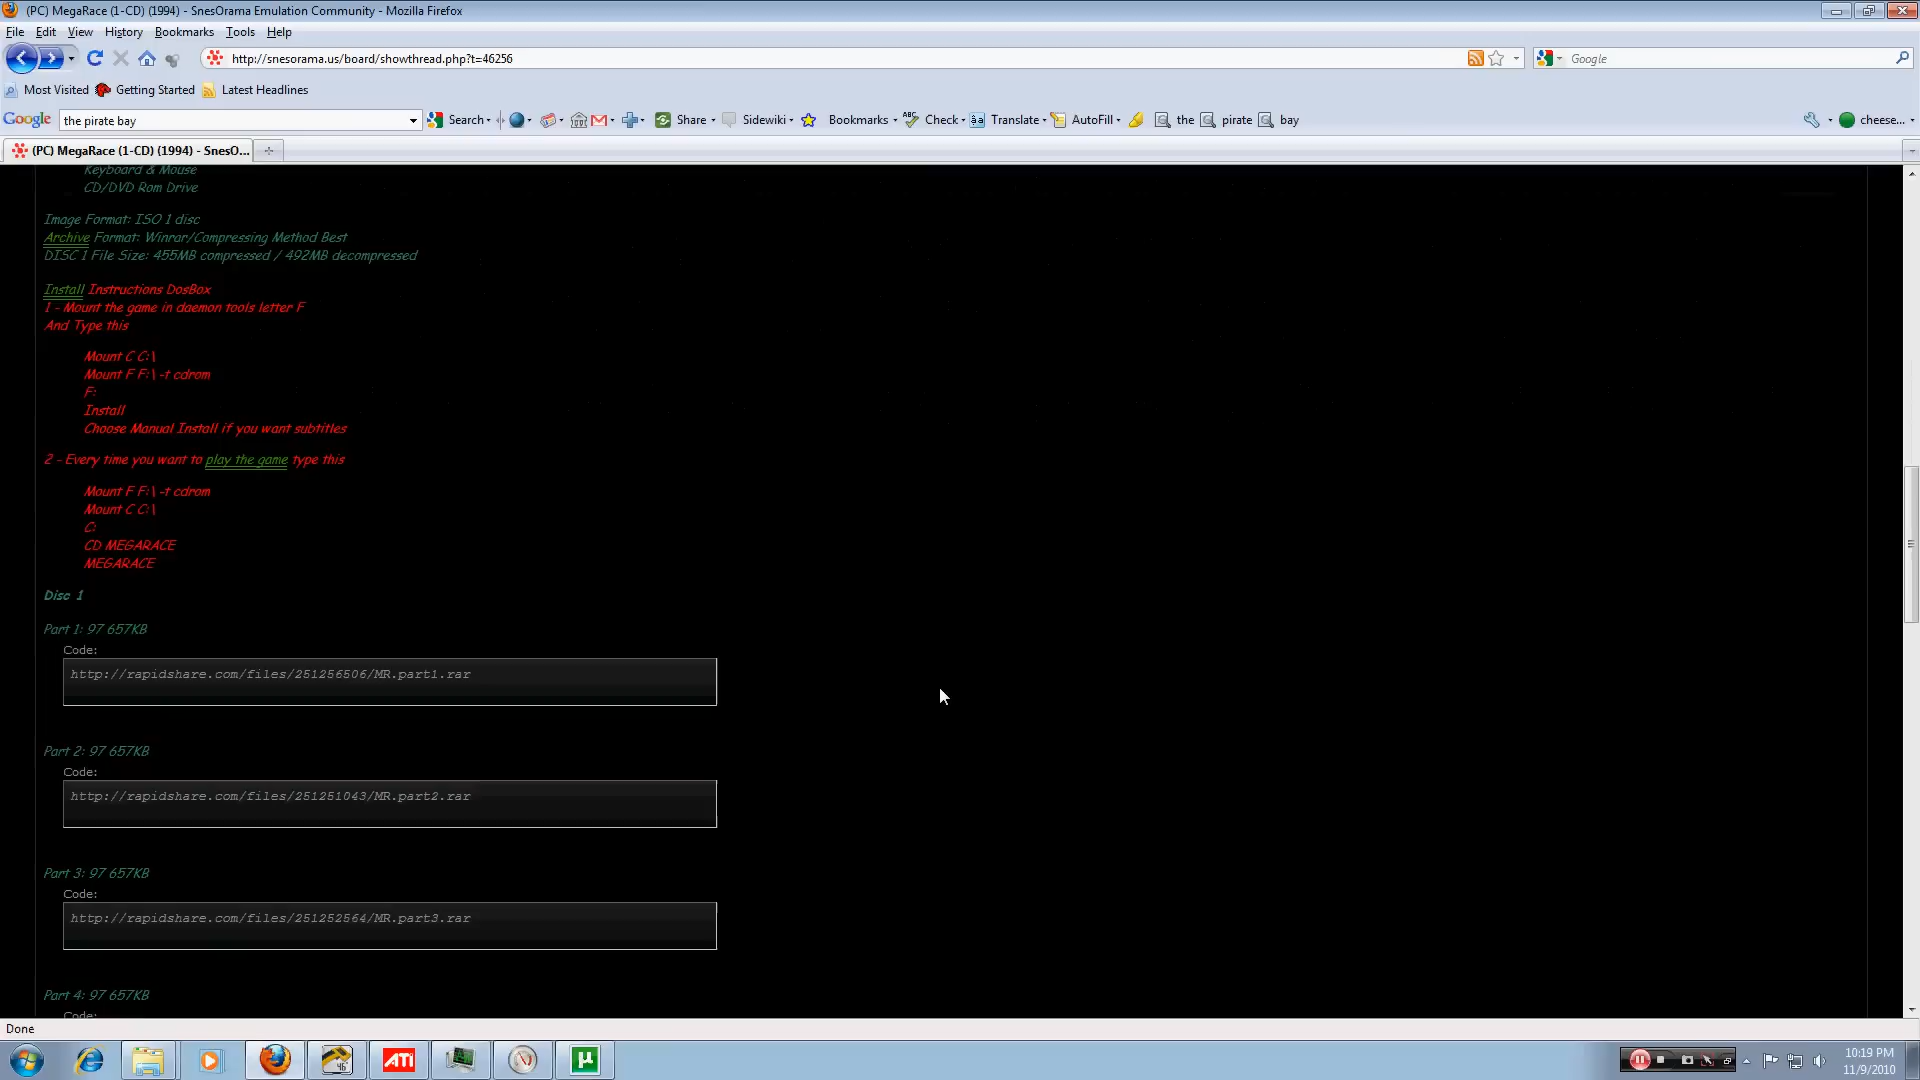 (PC) MegaRace (1-CD) (1994) - SnesOrama Emulation Community - Mozilla Firefox
File Edit View History Bookmarks Tools Help
http://snesorama.us/board/showthread.php?t=46256
Google
Most Visited Getting Started Latest Headlines
Google the pirate bay Search Share Sidewiki Bookmarks Check Translate AutoFill the pirate bay cheese...
(PC) MegaRace (1-CD) (1994) - SnesO...
Keyboard & Mouse
CD/DVD Rom Drive
Image Format: ISO 1 disc
Archive Format: Winrar/Compressing Method Best
DISC 1 File Size: 455MB compressed / 492MB decompressed
Install Instructions DosBox
1 - Mount the game in daemon tools letter F
And Type this
Mount C C:\
Mount F F:\ -t cdrom
F:
Install
Choose Manual Install if you want subtitles
2 - Every time you want to play the game type this
Mount F F:\ -t cdrom
Mount C C:\
C:
CD MEGARACE
MEGARACE
Disc 1
Part 1: 97 657KB
Code:
http://rapidshare.com/files/251256506/MR.part1.rar
Part 2: 97 657KB
Code:
http://rapidshare.com/files/251251043/MR.part2.rar
Part 3: 97 657KB
Code:
http://rapidshare.com/files/251252564/MR.part3.rar
Part 4: 97 657KB
Code:
Done
ATI
µ
10:19 PM
11/9/2010